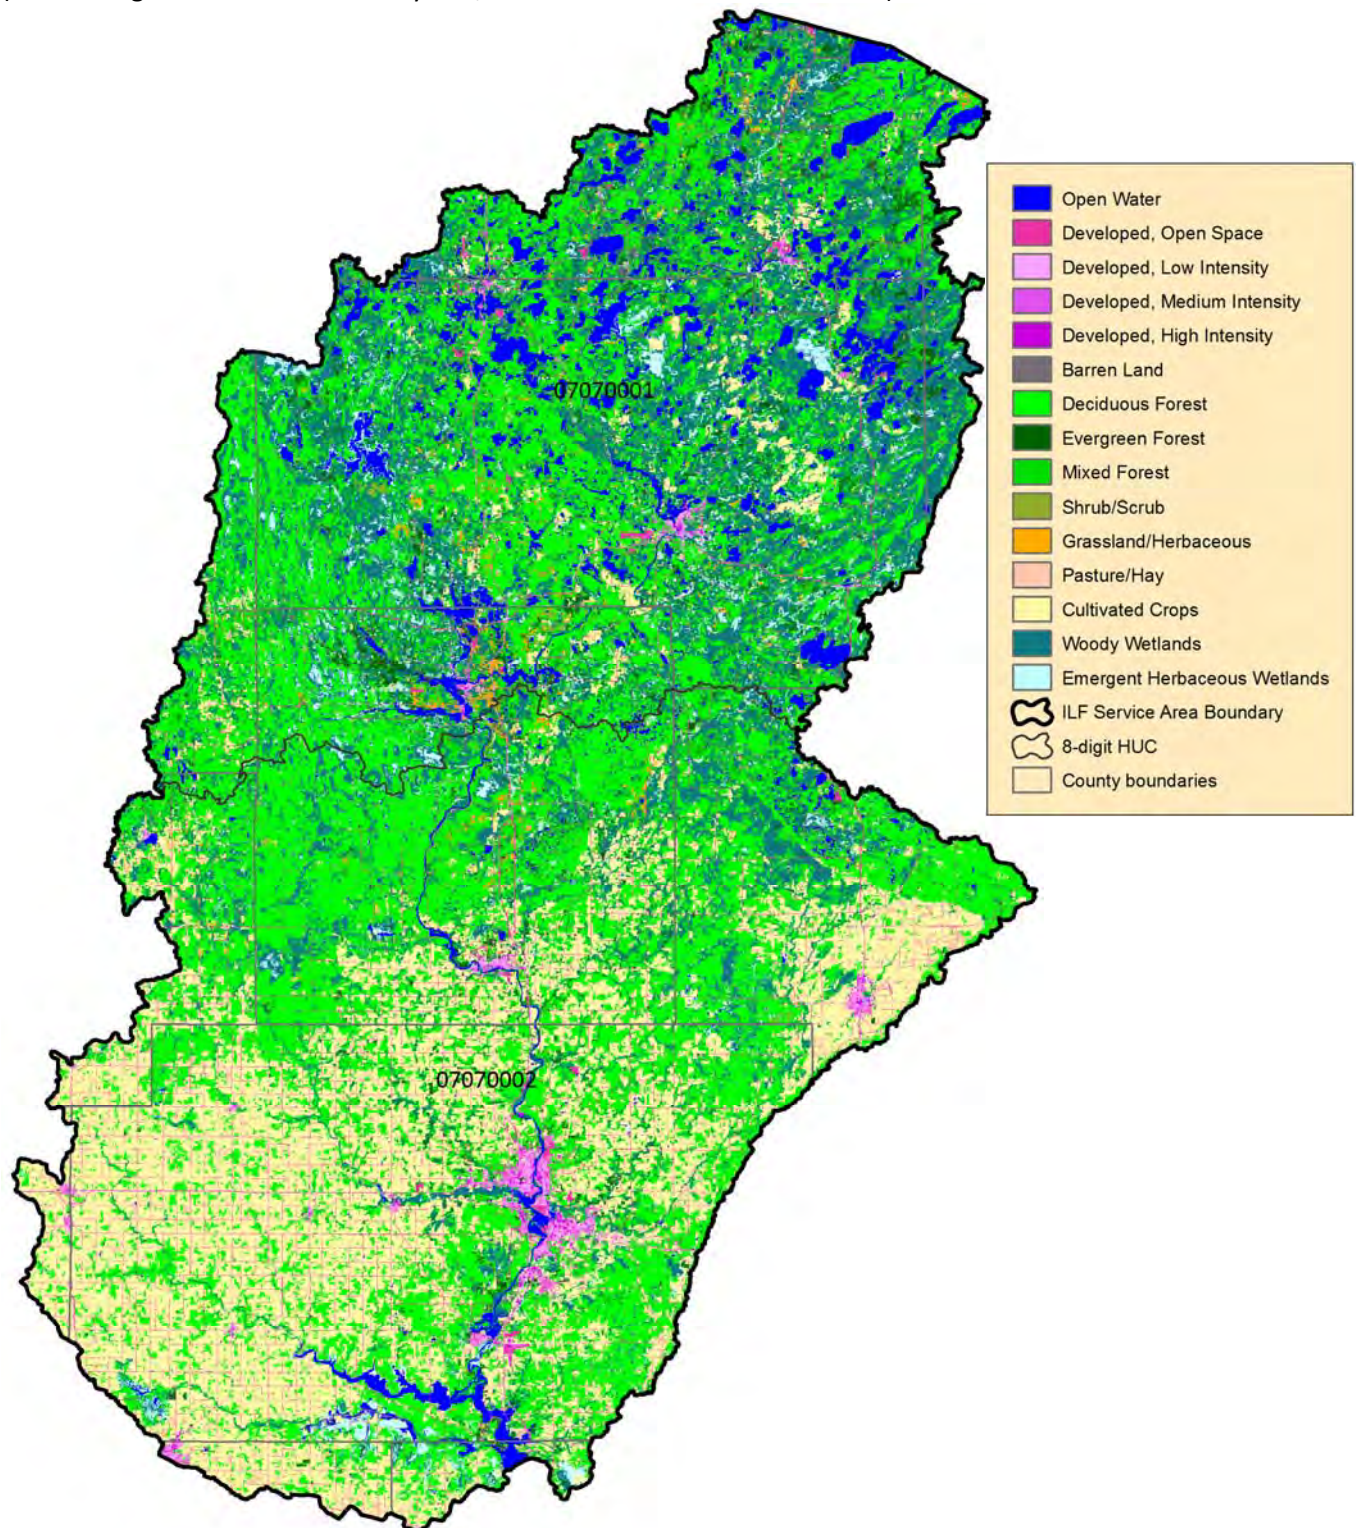 07070001
07070002
Open Water
Developed, Open Space
Developed, Low Intensity
Developed, Medium Intensity
Developed, High Intensity
Barren Land
Deciduous Forest
Evergreen Forest
Mixed Forest
Shrub/Scrub
Grassland/Herbaceous
Pasture/Hay
Cultivated Crops
Woody Wetlands
Emergent Herbaceous Wetlands
ILF Service Area Boundary
8-digit HUC
County boundaries